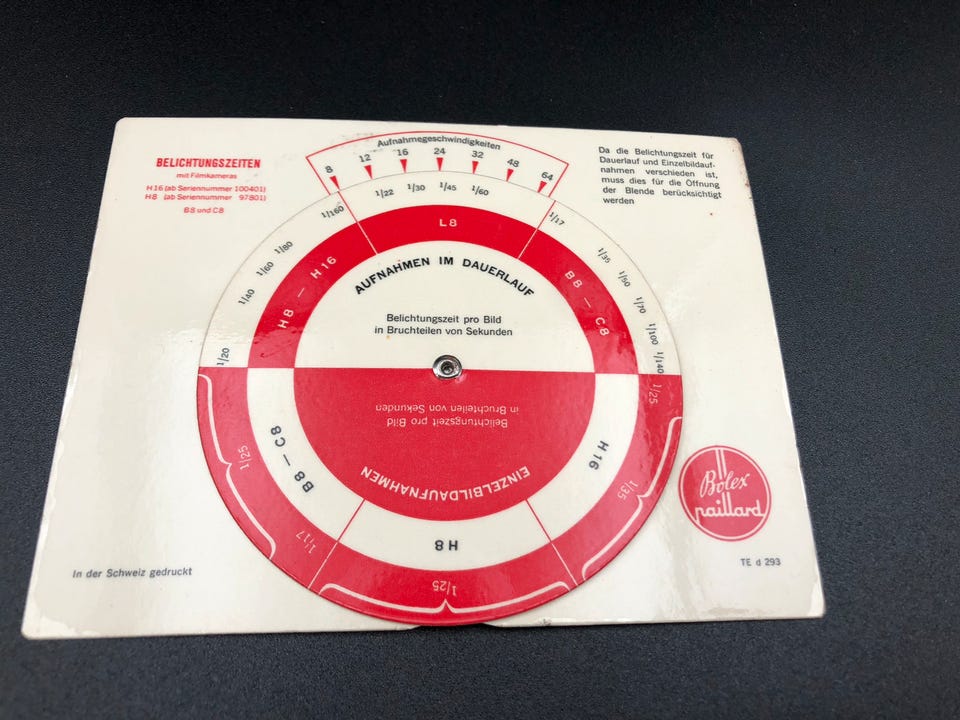 BELICHTUNGSZEITEN
mit Filmkameras
H 16 (ab Seriennummer 100401)
H 8 (ab Seriennummer 97801)
B8 und C8
Aufnahmegeschwindigkeiten
8 12 16 24 32 48 64
Da die Belichtungszeit für
Dauerlauf und Einzelbildauf-
nahmen verschieden ist,
muss dies für die Öffnung
der Blende berücksichtigt
werden
1/20 1/40 1/60 1/80 1/160
H8 — H16
1/22 1/30 1/45 1/60
L8
1/17 1/35 1/50 1/70 1/100 1/140
B8 — C8
AUFNAHMEN IM DAUERLAUF
Belichtungszeit pro Bild
in Bruchteilen von Sekunden
EINZELBILDAUFNAHMEN
Belichtungszeit pro Bild
in Bruchteilen von Sekunden
1/25 1/35
H16
1/25
H8
1/17 1/25
B8 — C8
Bolex
paillard
In der Schweiz gedruckt
TE d 293